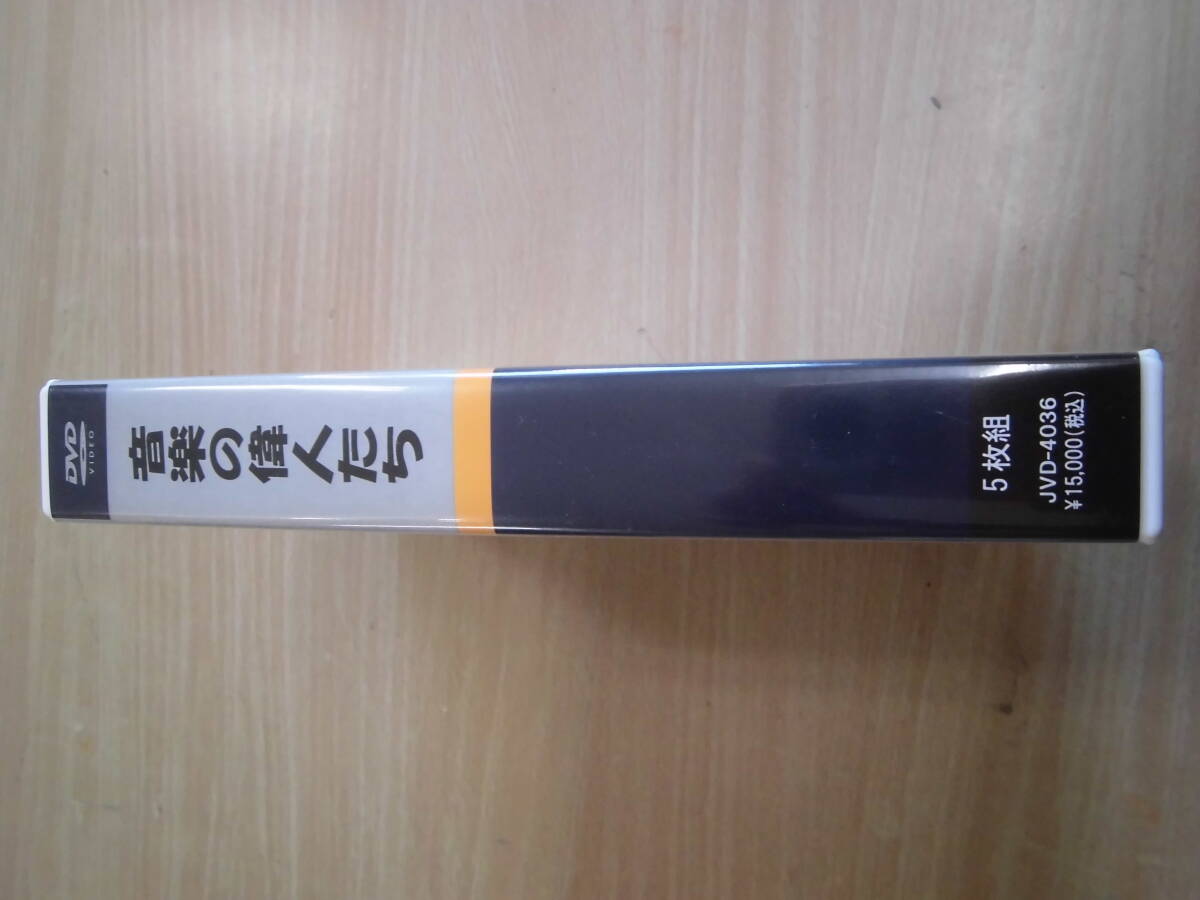 DVD
VIDEO
音楽の偉人たち
5枚組
JVD-4036
¥15,000(税込)